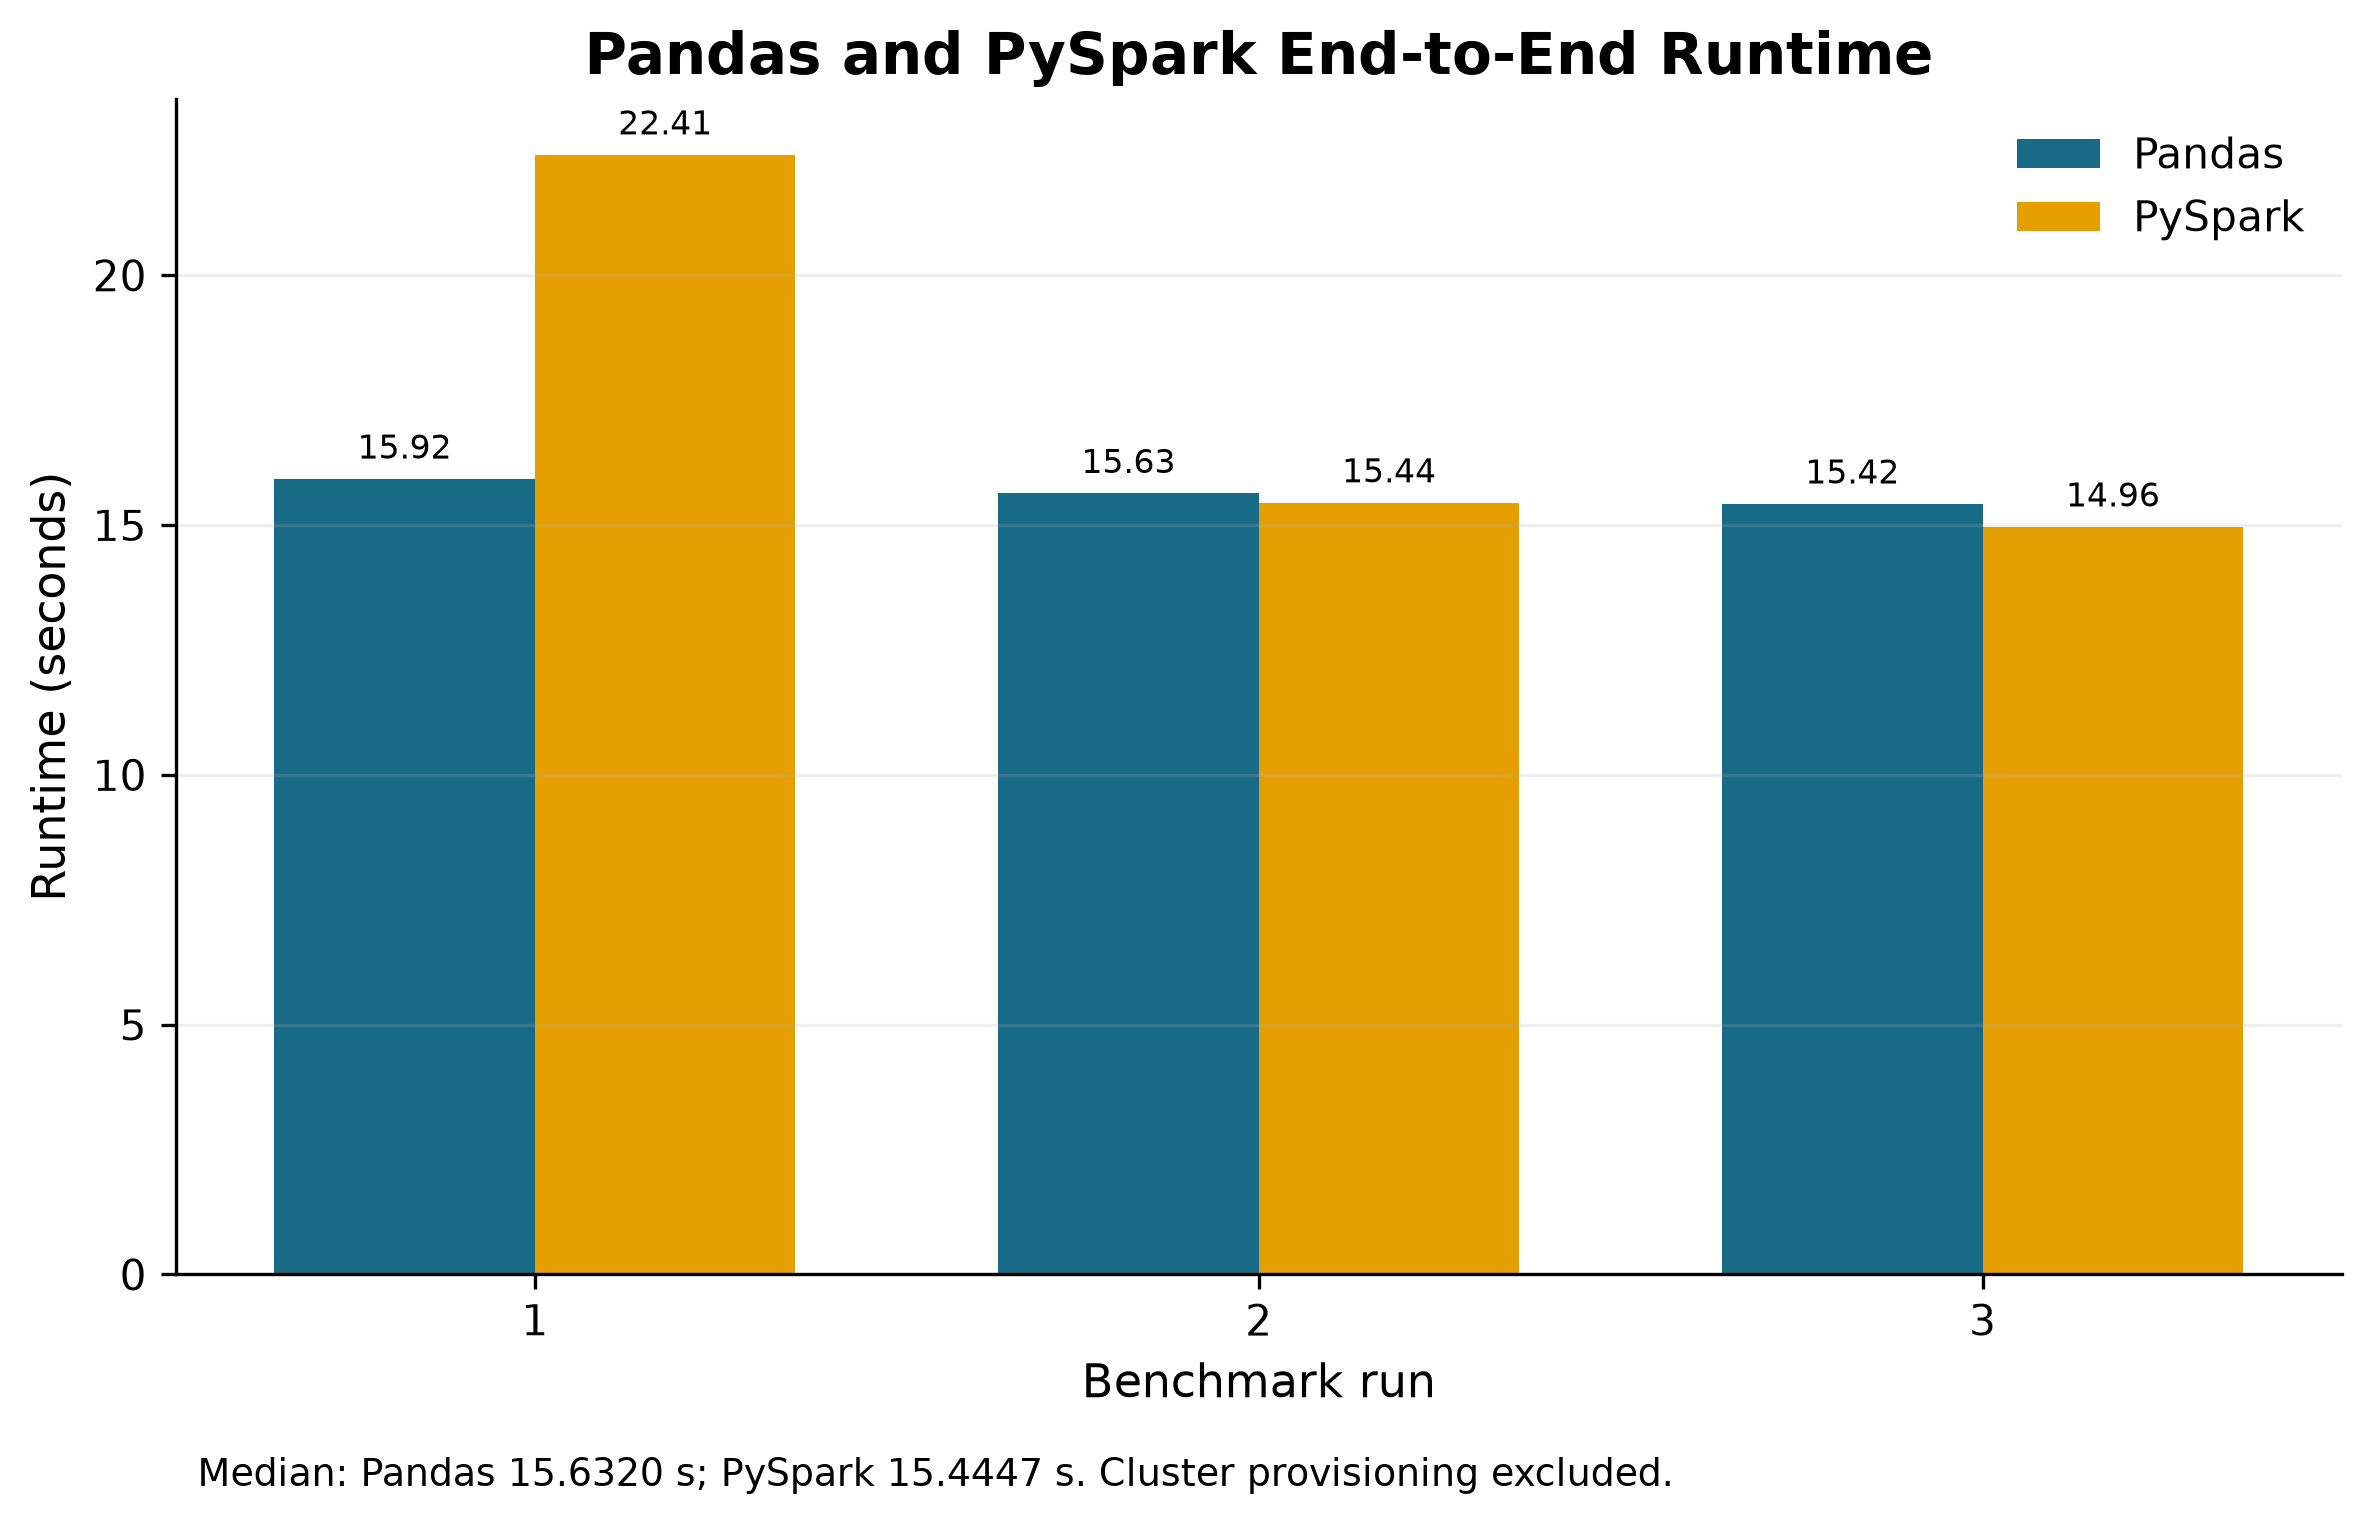 Pandas and PySpark End-to-End Runtime
22.41
Pandas
PySpark
20
15.92
15.63
15.44
15.42
14.96
15
10
5
0
Runtime (seconds)
1
2
3
Benchmark run
Median: Pandas 15.6320 s; PySpark 15.4447 s. Cluster provisioning excluded.